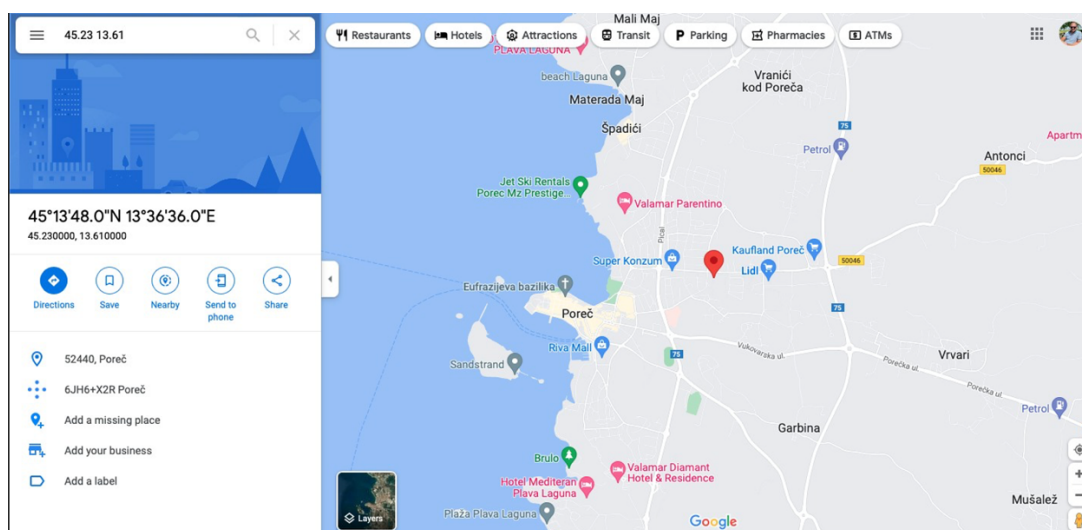 45.23 13.61
45°13'48.0"N 13°36'36.0"E
45.230000, 13.610000
Directions
Save
Nearby
Send to
phone
Share
52440, Poreč
6JH6+X2R Poreč
Add a missing place
Add your business
Add a label
Restaurants
Hotels
Attractions
Transit
Parking
Pharmacies
ATMs
Mali Maj
PLAVA LAGUNA
beach Laguna
Materada Maj
Špadići
Vranići
kod Poreča
75
Petrol
Antonci
50046
Apartm
Jet Ski Rentals
Porec Mz Prestige...
Valamar Parentino
Pical
Super Konzum
Kaufland Poreč
Lidl
50046
Eufrazijeva bazilika
Poreč
75
Riva Mall
Sandstrand
75
Vukovarska ul.
Vrvari
Porečka ul.
Porečka ul.
Petrol
Garbina
Brulo
Valamar Diamant
Hotel & Residence
Hotel Mediteran
Plava Laguna
Plaža Plava Laguna
Mušalež
Layers
Google